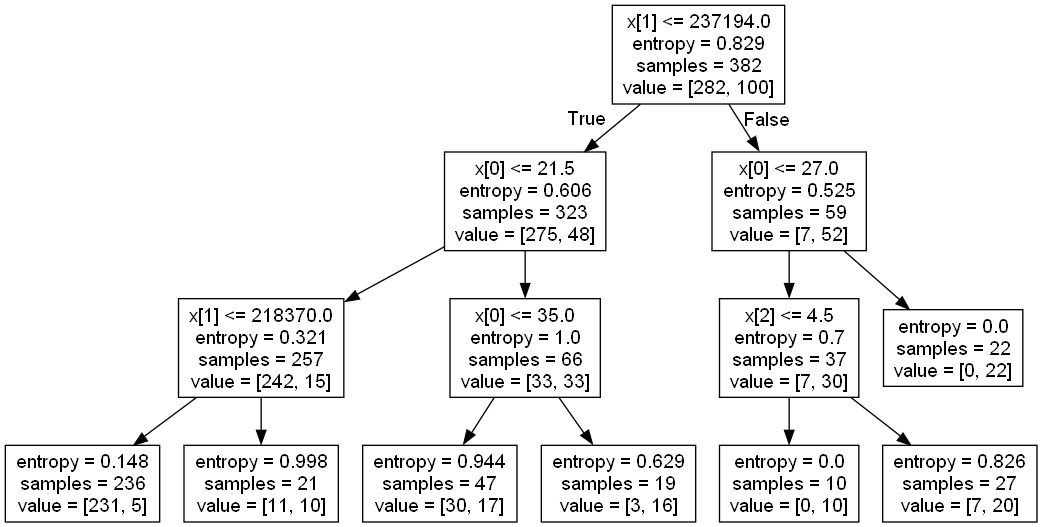 x[1] <= 237194.0
entropy = 0.829
samples = 382
value = [282, 100]
True
False
x[0] <= 21.5
entropy = 0.606
samples = 323
value = [275, 48]
x[0] <= 27.0
entropy = 0.525
samples = 59
value = [7, 52]
x[1] <= 218370.0
entropy = 0.321
samples = 257
value = [242, 15]
x[0] <= 35.0
entropy = 1.0
samples = 66
value = [33, 33]
x[2] <= 4.5
entropy = 0.7
samples = 37
value = [7, 30]
entropy = 0.0
samples = 22
value = [0, 22]
entropy = 0.148
samples = 236
value = [231, 5]
entropy = 0.998
samples = 21
value = [11, 10]
entropy = 0.944
samples = 47
value = [30, 17]
entropy = 0.629
samples = 19
value = [3, 16]
entropy = 0.0
samples = 10
value = [0, 10]
entropy = 0.826
samples = 27
value = [7, 20]